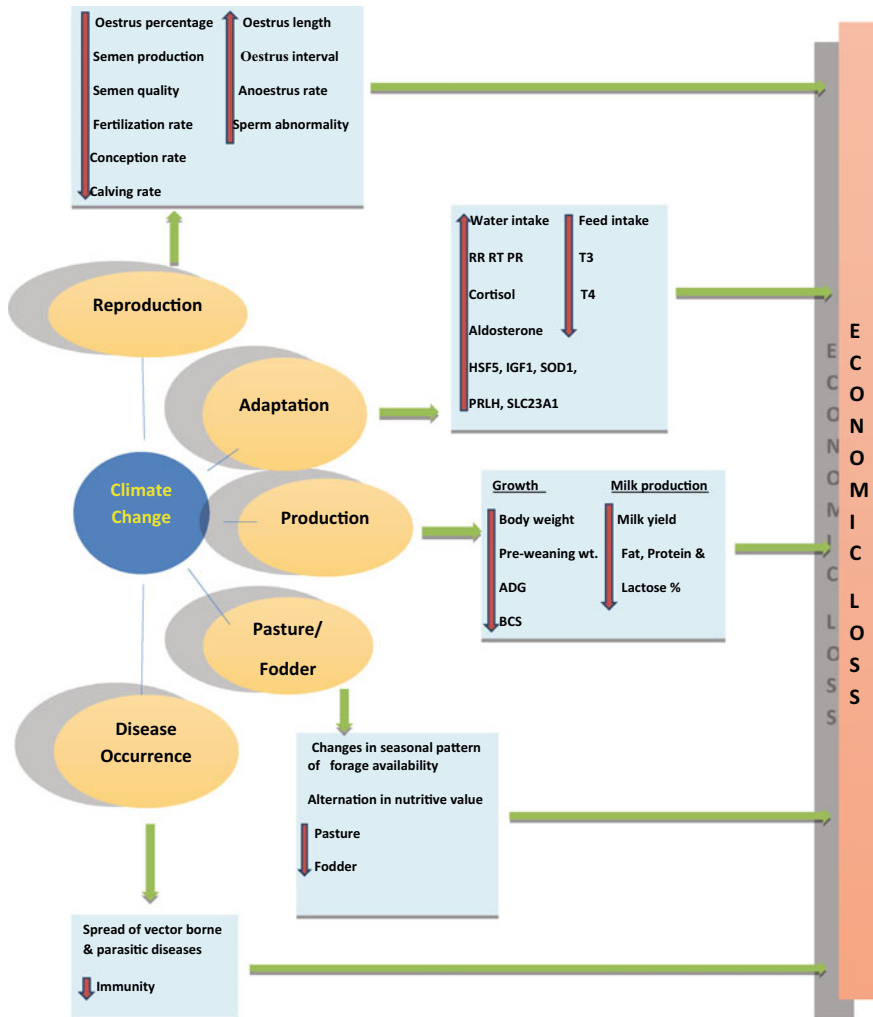 Oestrus percentage
Semen production
Semen quality
Fertilization rate
Conception rate
Calving rate
Oestrus length
Oestrus interval
Anoestrus rate
Sperm abnormality
Reproduction
Water intake
RR RT PR
Cortisol
Aldosterone
HSF5, IGF1, SOD1,
PRLH, SLC23A1
Feed intake
T3
T4
Adaptation
Climate
Change
Production
Growth
Body weight
Pre-weaning wt.
ADG
BCS
Milk production
Milk yield
Fat, Protein &
Lactose %
Pasture/
Fodder
Changes in seasonal pattern
of forage availability
Alternation in nutritive value
Pasture
Fodder
Disease
Occurrence
Spread of vector borne
& parasitic diseases
Immunity
ECONOMIC LOSS
ECONOMIC LOSS